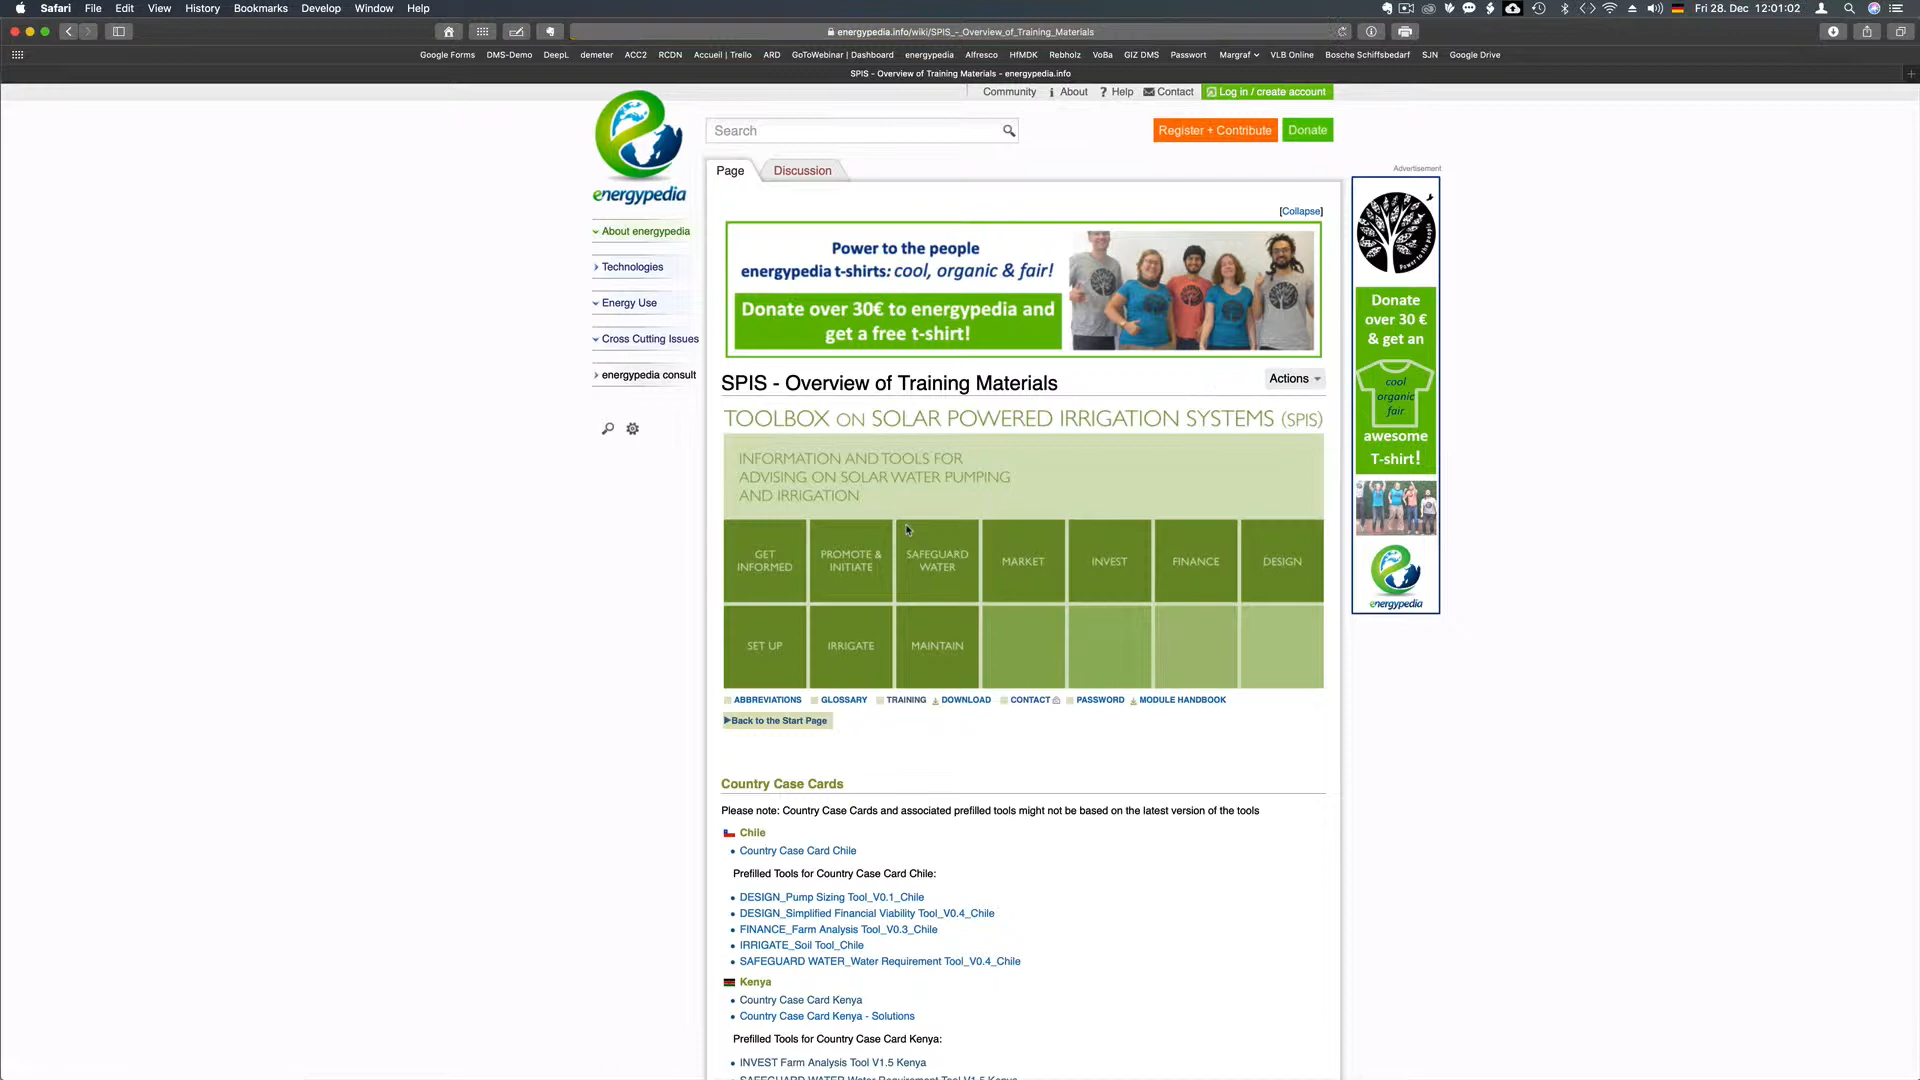 Safari File Edit View History Bookmarks Develop Window Help Fri 28. Dec 12:01:02
energypedia.info/wiki/SPIS_-_Overview_of_Training_Materials
Google Forms DMS-Demo DeepL demeter ACC2 RCDN Accueil | Trello ARD GoToWebinar | Dashboard energypedia Alfresco HfMDK Rebholz VoBa GIZ DMS Passwort Margraf VLB Online Bosche Schiffsbedarf SJN Google Drive
SPIS - Overview of Training Materials - energypedia.info
Community About Help Contact Log in / create account
Search
Register + Contribute Donate
energypedia
Page Discussion
Advertisement
[Collapse]
About energypedia
Technologies
Energy Use
Cross Cutting Issues
energypedia consult
Power to the people
energypedia t-shirts: cool, organic & fair!
Donate over 30€ to energypedia and
get a free t-shirt!
Power to the people
Donate
over 30 €
& get an
cool
organic
fair
awesome
T-shirt!
energypedia
SPIS - Overview of Training Materials
Actions
TOOLBOX ON SOLAR POWERED IRRIGATION SYSTEMS (SPIS)
INFORMATION AND TOOLS FOR
ADVISING ON SOLAR WATER PUMPING
AND IRRIGATION
GET INFORMED PROMOTE & INITIATE SAFEGUARD WATER MARKET INVEST FINANCE DESIGN
SET UP IRRIGATE MAINTAIN
ABBREVIATIONS GLOSSARY TRAINING DOWNLOAD CONTACT PASSWORD MODULE HANDBOOK
Back to the Start Page
Country Case Cards
Please note: Country Case Cards and associated prefilled tools might not be based on the latest version of the tools
Chile
Country Case Card Chile
Prefilled Tools for Country Case Card Chile:
DESIGN_Pump Sizing Tool_V0.1_Chile
DESIGN_Simplified Financial Viability Tool_V0.4_Chile
FINANCE_Farm Analysis Tool_V0.3_Chile
IRRIGATE_Soil Tool_Chile
SAFEGUARD WATER_Water Requirement Tool_V0.4_Chile
Kenya
Country Case Card Kenya
Country Case Card Kenya - Solutions
Prefilled Tools for Country Case Card Kenya:
INVEST Farm Analysis Tool V1.5 Kenya
SAFEGUARD WATER Water Requirement Tool V1.5 Kenya